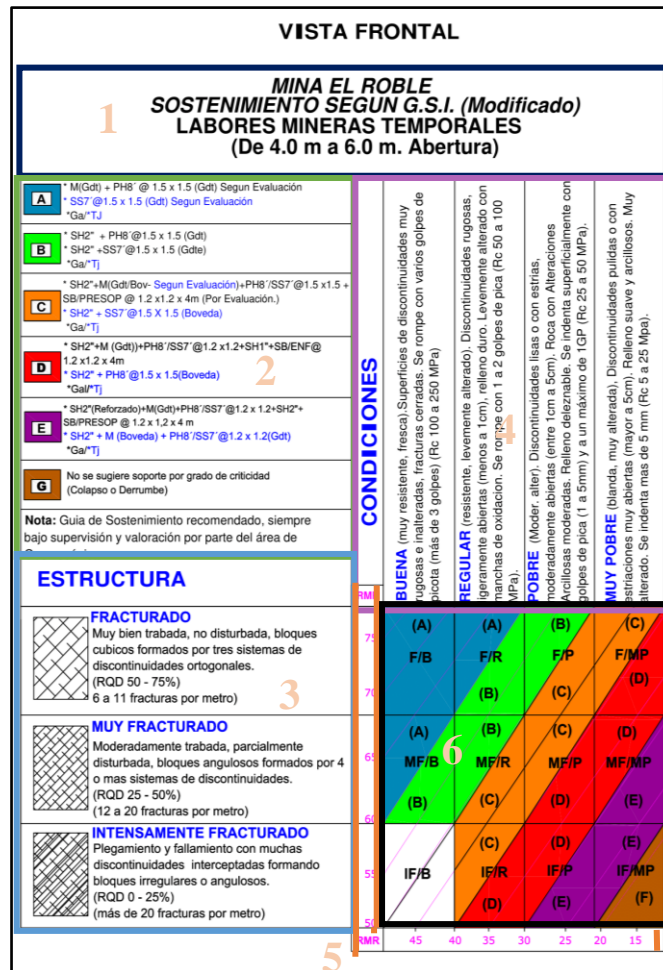 VISTA FRONTAL
MINA EL ROBLE
SOSTENIMIENTO SEGUN G.S.I. (Modificado)
LABORES MINERAS TEMPORALES
(De 4.0 m a 6.0 m. Abertura)
1
A
* M(Gdt) + PH8´ @ 1.5 x 1.5 (Gdt) Segun Evaluación
* SS7´@1.5 x 1.5 (Gdt) Segun Evaluación
*Ga/*TJ
B
* SH2" + PH8´@1.5 x 1.5 (Gdt)
* SH2" +SS7´@1.5 x 1.5 (Gdte)
*Ga/*Tj
C
* SH2"+M(Gdt/Bov- Segun Evaluación)+PH8´/SS7´@1.5 x1.5 +
SB/PRESOP @ 1.2 x1.2 x 4m (Por Evaluación.)
* SH2" + SS7´@1.5 X 1.5 (Boveda)
*Ga/*Tj
D
* SH2"+M (Gdt))+PH8´/SS7´@1.2 x1.2+SH1"+SB/ENF@
1.2 x1.2 x 4m
* SH2" + PH8´@1.5 x 1.5(Boveda)
*Gal/*Tj
2
E
* SH2"(Reforzado)+M(Gdt)+PH8´/SS7´@1.2 x 1.2+SH2"+
SB/PRESOP @ 1.2 x 1,2 x 4 m
* SH2" + M (Boveda) + PH8´/SS7´@1.2 x 1.2(Gdt)
*Ga/*Tj
G
No se sugiere soporte por grado de criticidad
(Colapso o Derrumbe)
Nota: Guia de Sostenimiento recomendado, siempre
bajo supervisión y valoración por parte del área de
CONDICIONES
BUENA (muy resistente, fresca),Superficies de discontinuidades muy
rugosas e inalteradas, fracturas cerradas. Se rompe con varios golpes de
picota (más de 3 golpes) (Rc 100 a 250 MPa)
REGULAR (resistente, levemente alterado). Discontinuidades rugosas,
ligeramente abiertas (menos a 1cm), relleno duro. Levemente alterado con
manchas de oxidacion. Se rompe con 1 a 2 golpes de pica (Rc 50 a 100
MPa).
POBRE (Moder. alter). Discontinuidades lisas o con estrias,
moderadamente abiertas (entre 1cm a 5cm). Roca con Alteraciones
Arcillosas moderadas. Relleno deleznable. Se indenta superficialmente con
golpes de pica (1 a 5mm) y a un máximo de 1GP (Rc 25 a 50 MPa).
MUY POBRE (blanda, muy alterada), Discontinuidades pulidas o con
estriaciones muy abiertas (mayor a 5cm). Relleno suave y arcillosos. Muy
alterado. Se indenta mas de 5 mm (Rc 5 a 25 Mpa).
4
ESTRUCTURA
FRACTURADO
Muy bien trabada, no disturbada, bloques
cubicos formados por tres sistemas de
discontinuidades ortogonales.
(RQD 50 - 75%)
6 a 11 fracturas por metro)
3
MUY FRACTURADO
Moderadamente trabada, parcialmente
disturbada, bloques angulosos formados por 4
o mas sistemas de discontinuidades.
(RQD 25 - 50%)
(12 a 20 fracturas por metro)
INTENSAMENTE FRACTURADO
Plegamiento y fallamiento con muchas
discontinuidades interceptadas formando
bloques irregulares o angulosos.
(RQD 0 - 25%)
(más de 20 fracturas por metro)
RMR
75
70
65
60
55
50
(A) (A) (B) (C)
F/B F/R F/P F/MP
(B) (C) (D)
(A) (B) (C) (D)
6
MF/B MF/R MF/P MF/MP
(B) (C) (D) (E)
(C) (D) (E)
IF/B IF/R IF/P IF/MP
(D) (E) (F)
RMR 45 40 35 30 25 20 15
5